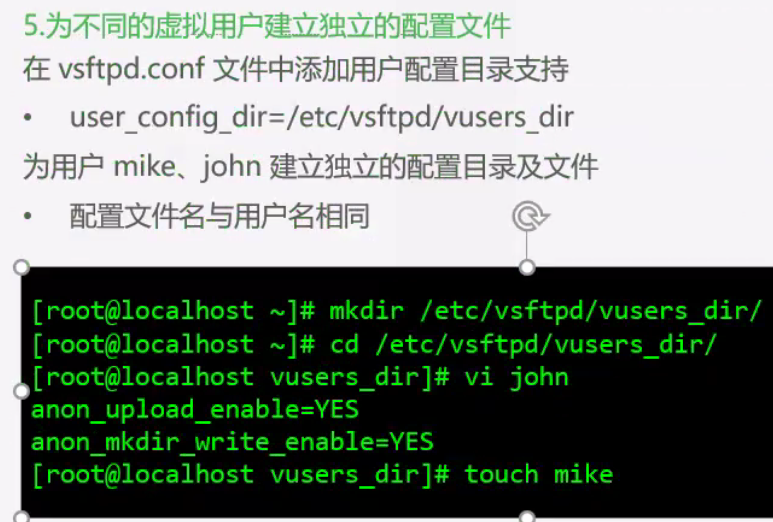 5.为不同的虚拟用户建立独立的配置文件
在 vsftpd.conf 文件中添加用户配置目录支持
• user_config_dir=/etc/vsftpd/vusers_dir
为用户 mike、john 建立独立的配置目录及文件
• 配置文件名与用户名相同
[root@localhost ~]# mkdir /etc/vsftpd/vusers_dir/
[root@localhost ~]# cd /etc/vsftpd/vusers_dir/
[root@localhost vusers_dir]# vi john
anon_upload_enable=YES
anon_mkdir_write_enable=YES
[root@localhost vusers_dir]# touch mike